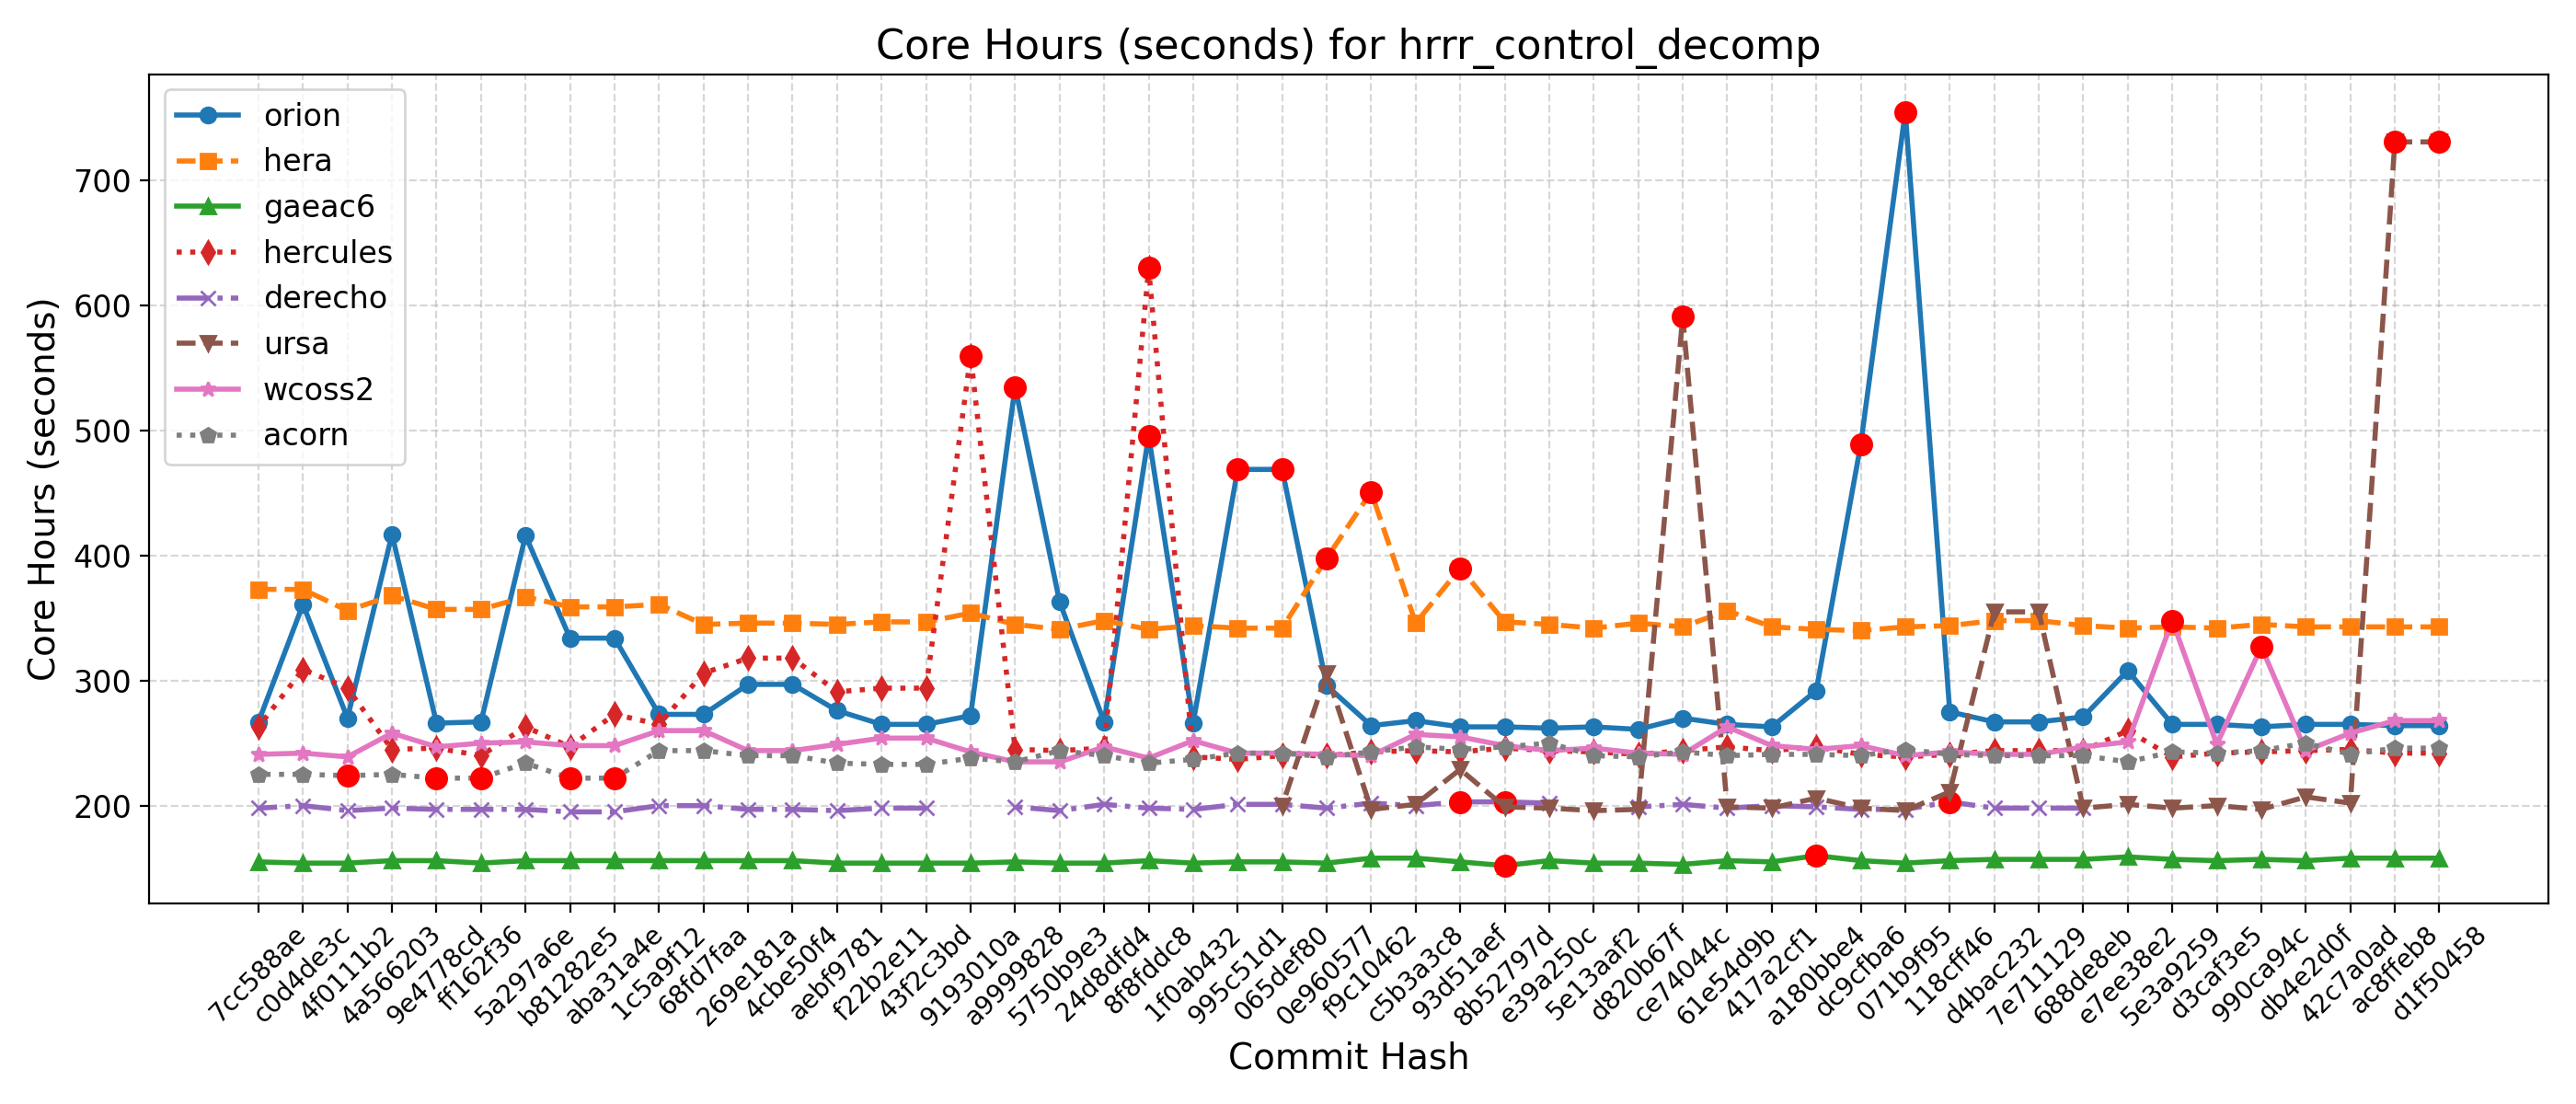 Core Hours (seconds) for hrrr_control_decomp
Core Hours (seconds)
700
600
500
400
300
200
orion
hera
gaeac6
hercules
derecho
ursa
wcoss2
acorn
7cc588ae
c0d4de3c
4f0111b2
4a566203
9e4778cd
ff162f36
5a297a6e
b81282e5
aba31a4e
1c5a9f12
68fd7faa
269e181a
4cbe50f4
aebf9781
f22b2e11
43f2c3bd
9193010a
a9999828
5750b9e3
24d8dfd4
8f8fddc8
1f0ab432
995c51d1
065def80
0e960577
f9c10462
c5b3a3c8
93d51aef
8b52797d
e39a250c
5e13aaf2
d820b67f
ce74044c
61e54d9b
417a2cf1
a180bbe4
dc9cfba6
071b9f95
118cff46
d4bac232
7e711129
688de8eb
e7ee38e2
5e3a9259
d3caf3e5
990ca94c
db4e2d0f
42c7a0ad
ac8ffeb8
d1f50458
Commit Hash